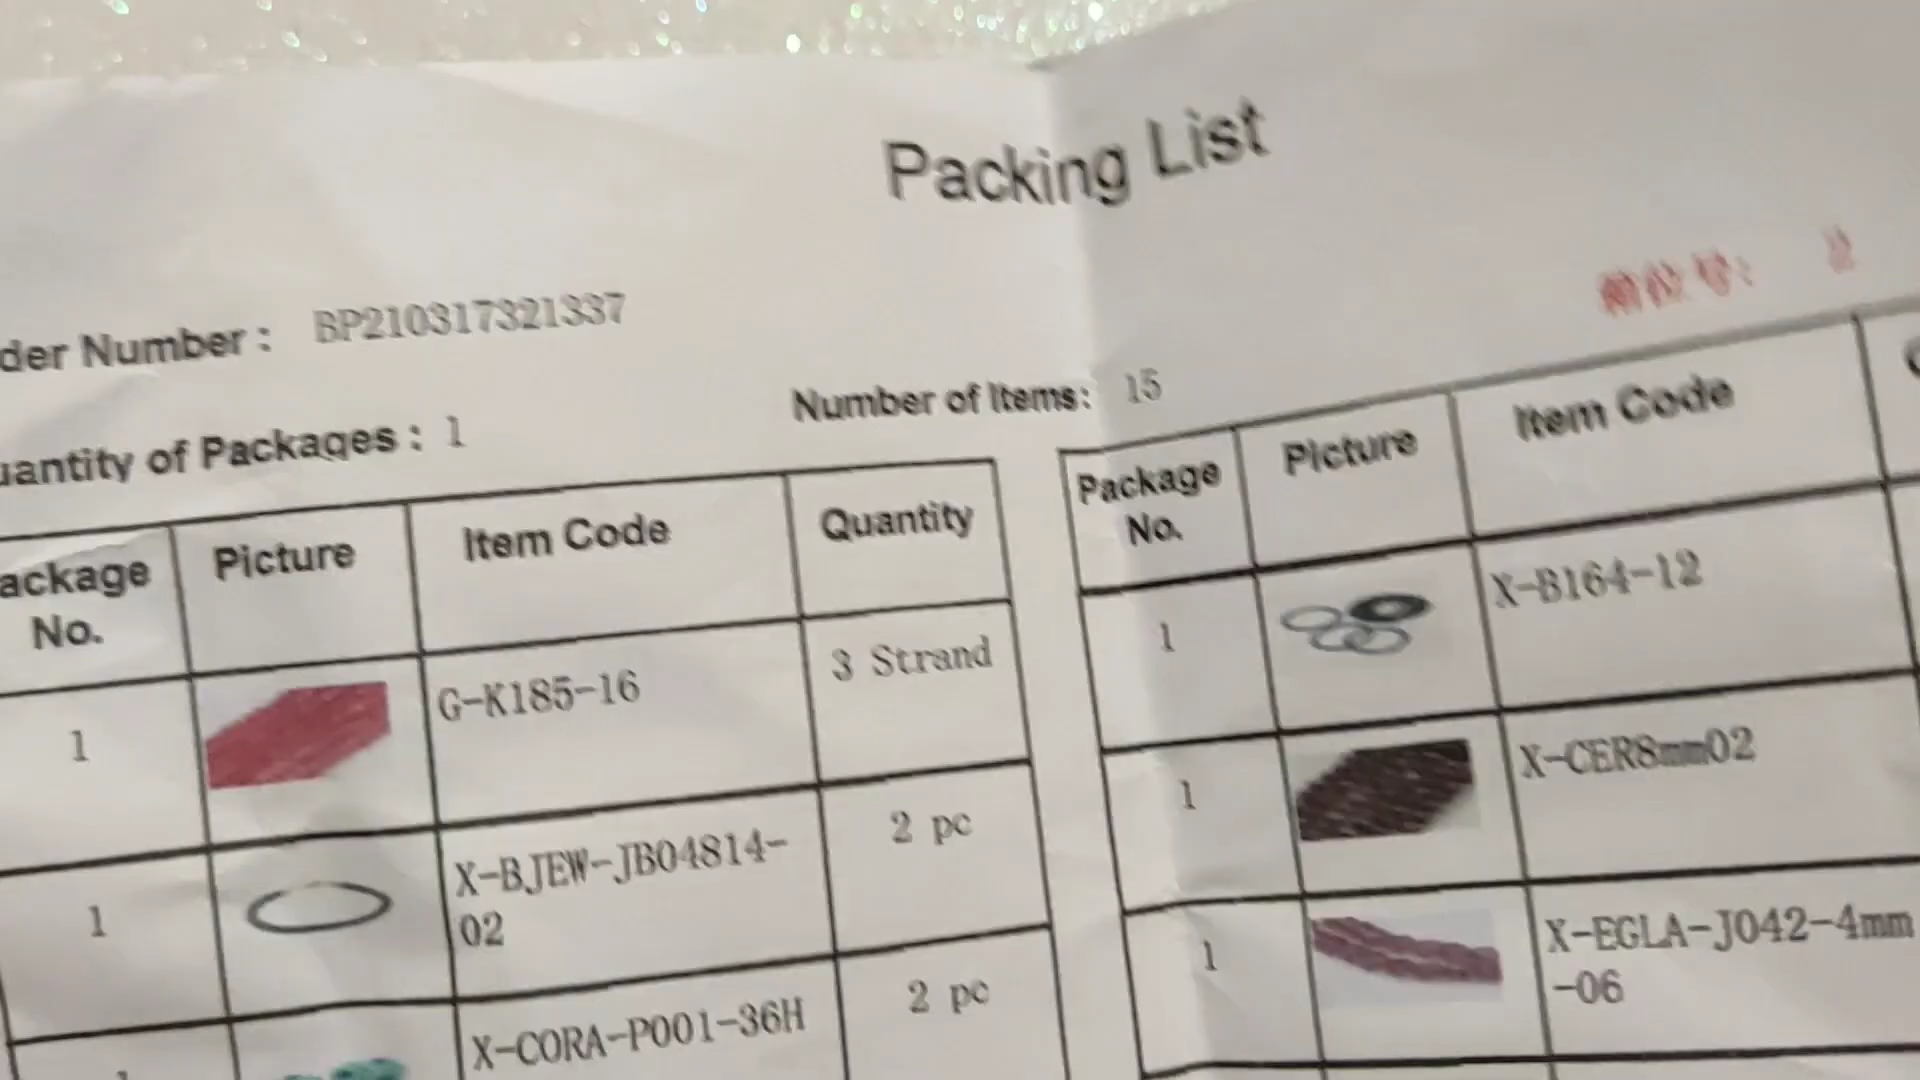 Packing List
der Number : BP210317321337
uantity of Packages : 1
Number of Items: 15
ackage No.
Picture
Item Code
Quantity
1
G-K185-16
3 Strand
1
X-BJEW-JB04814-
02
2 pc
X-CORA-P001-36H
2 pc
Package
No.
Picture
Item Code
1
X-B164-12
1
X-CER8mm02
1
X-EGLA-J042-4mm
-06